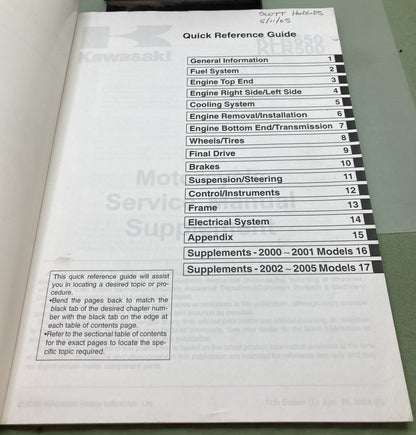 SCOTT HOLDES
5/11/05
Quick Reference Guide
KLR650
KLR500
Kawasaki
General Information 1
Fuel System 2
Engine Top End 3
Engine Right Side/Left Side 4
Cooling System 5
Engine Removal/Installation 6
Engine Bottom End/Transmission 7
Wheels/Tires 8
Final Drive 9
Brakes 10
Suspension/Steering 11
Control/Instruments 12
Frame 13
Electrical System 14
Appendix 15
Supplements - 2000 ~ 2001 Models 16
Supplements - 2002 ~ 2005 Models 17
Service Manual
Supplement
This quick reference guide will assist
you in locating a desired topic or pro-
cedure.
•Bend the pages back to match the
black tab of the desired chapter num-
ber with the black tab on the edge at
each table of contents page.
•Refer to the sectional table of contents
for the exact pages to locate the spe-
cific topic required.